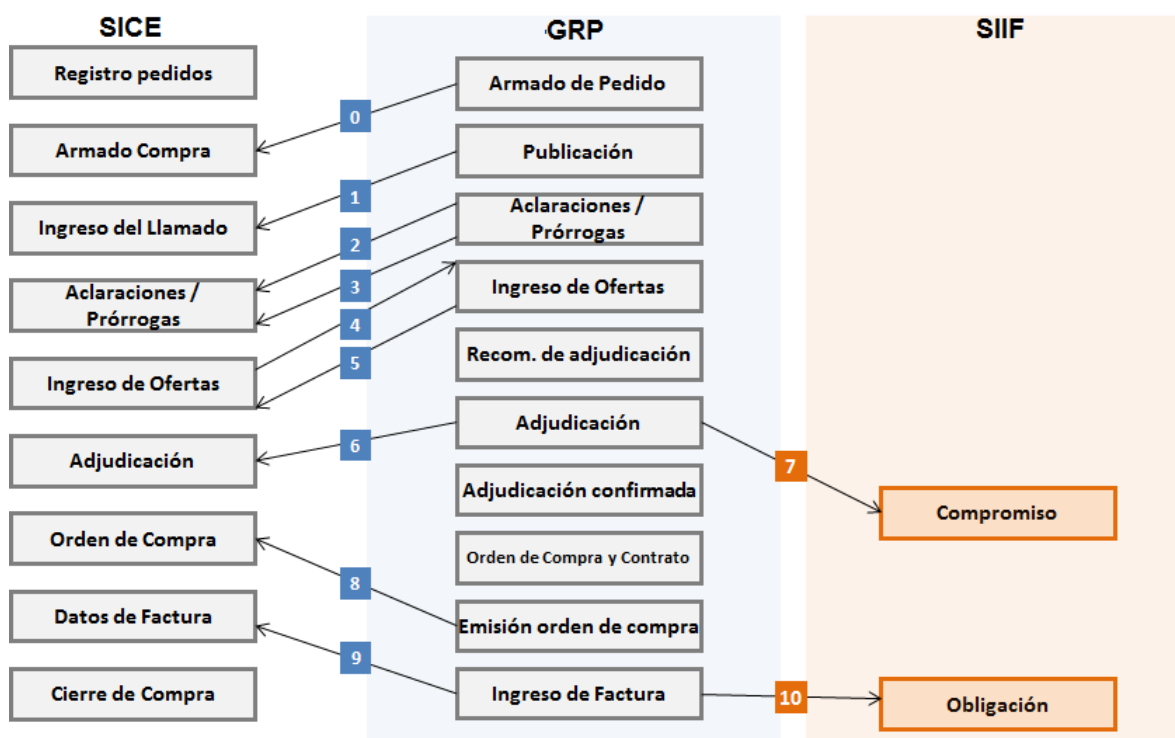 SICE
Registro pedidos
Armado Compra
Ingreso del Llamado
Aclaraciones /
Prórrogas
Ingreso de Ofertas
Adjudicación
Orden de Compra
Datos de Factura
Cierre de Compra
0
1
2
3
4
5
6
8
9
GRP
Armado de Pedido
Publicación
Aclaraciones /
Prórrogas
Ingreso de Ofertas
Recom. de adjudicación
Adjudicación
Adjudicación confirmada
Orden de Compra y Contrato
Emisión orden de compra
Ingreso de Factura
7
10
SIIF
Compromiso
Obligación